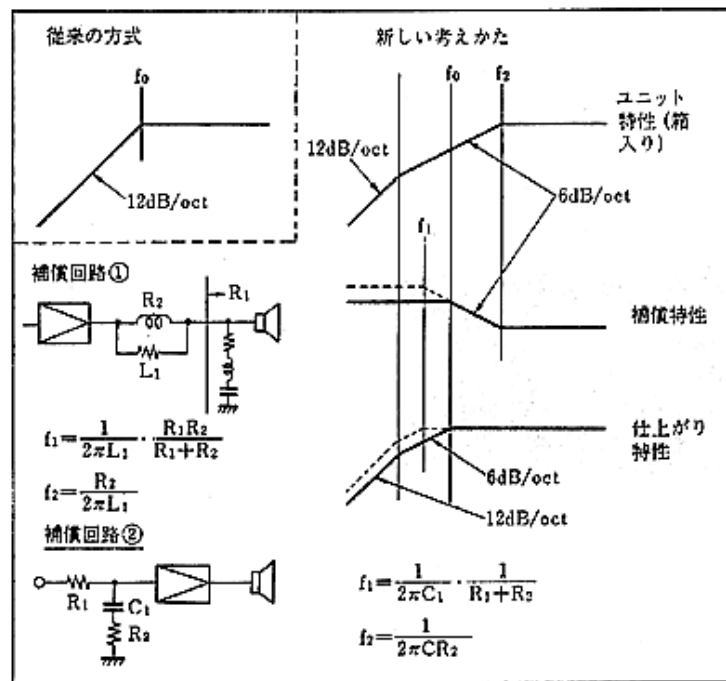 従来の方式
f₀
12dB/oct
新しい考えかた
f₀
f₂
ユニット
特性(箱
入り)
12dB/oct
6dB/oct
f₁
補償特性
仕上がり
特性
6dB/oct
12dB/oct
補償回路①
R₂
R₁
L₁
f₁=1/2πL₁・R₁R₂/R₁+R₂
f₂=R₂/2πL₁
補償回路②
R₁
C₁
R₂
f₁=1/2πC₁・1/R₁+R₂
f₂=1/2πCR₂